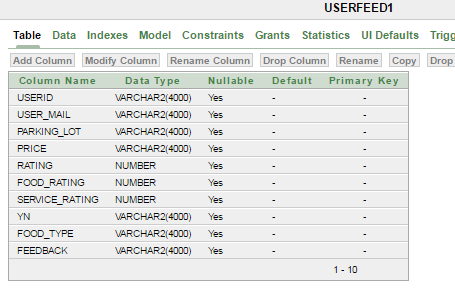 USERFEED1
Table Data Indexes Model Constraints Grants Statistics UI Defaults Trigg
Add Column Modify Column Rename Column Drop Column Rename Copy Drop
Column Name Data Type Nullable Default Primary Key
USERID VARCHAR2(4000) Yes - -
USER_MAIL VARCHAR2(4000) Yes - -
PARKING_LOT VARCHAR2(4000) Yes - -
PRICE VARCHAR2(4000) Yes - -
RATING NUMBER Yes - -
FOOD_RATING NUMBER Yes - -
SERVICE_RATING NUMBER Yes - -
YN VARCHAR2(4000) Yes - -
FOOD_TYPE VARCHAR2(4000) Yes - -
FEEDBACK VARCHAR2(4000) Yes - -
1 - 10